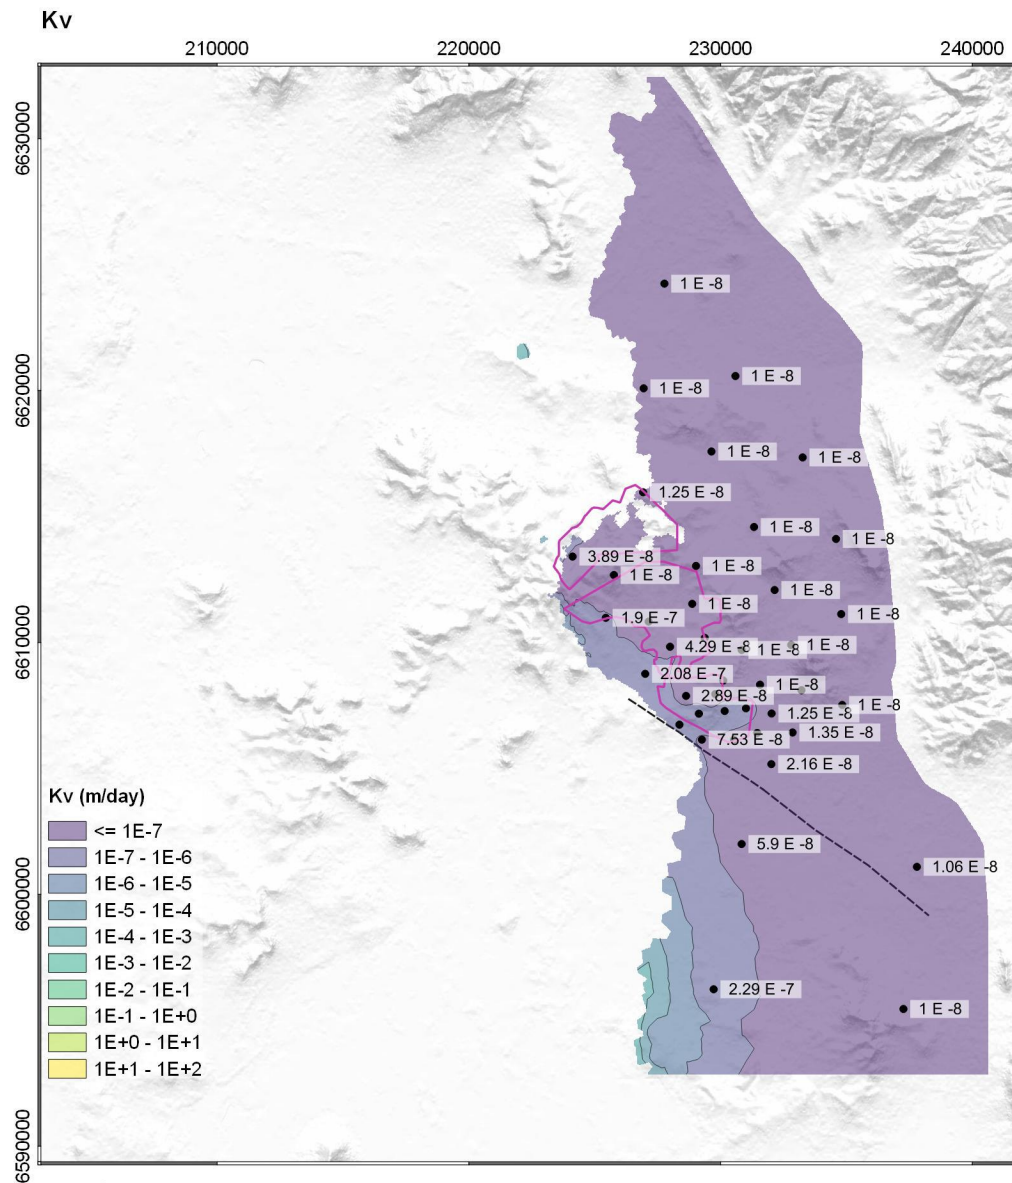 Kv
210000 220000 230000 240000
6630000
6620000
6610000
6600000
6590000
1 E -8
1 E -8
1 E -8
1 E -8
1 E -8
1.25 E -8
1 E -8
1 E -8
3.89 E -8
1 E -8
1 E -8
1 E -8
1.9 E -7
1 E -8
4.29 E -8
1 E -8
1 E -8
2.08 E -7
1 E -8
2.89 E -8
1 E -8
1.25 E -8
7.53 E -8
1.35 E -8
2.16 E -8
5.9 E -8
1.06 E -8
2.29 E -7
1 E -8
Kv (m/day)
<= 1E-7
1E-7 - 1E-6
1E-6 - 1E-5
1E-5 - 1E-4
1E-4 - 1E-3
1E-3 - 1E-2
1E-2 - 1E-1
1E-1 - 1E+0
1E+0 - 1E+1
1E+1 - 1E+2